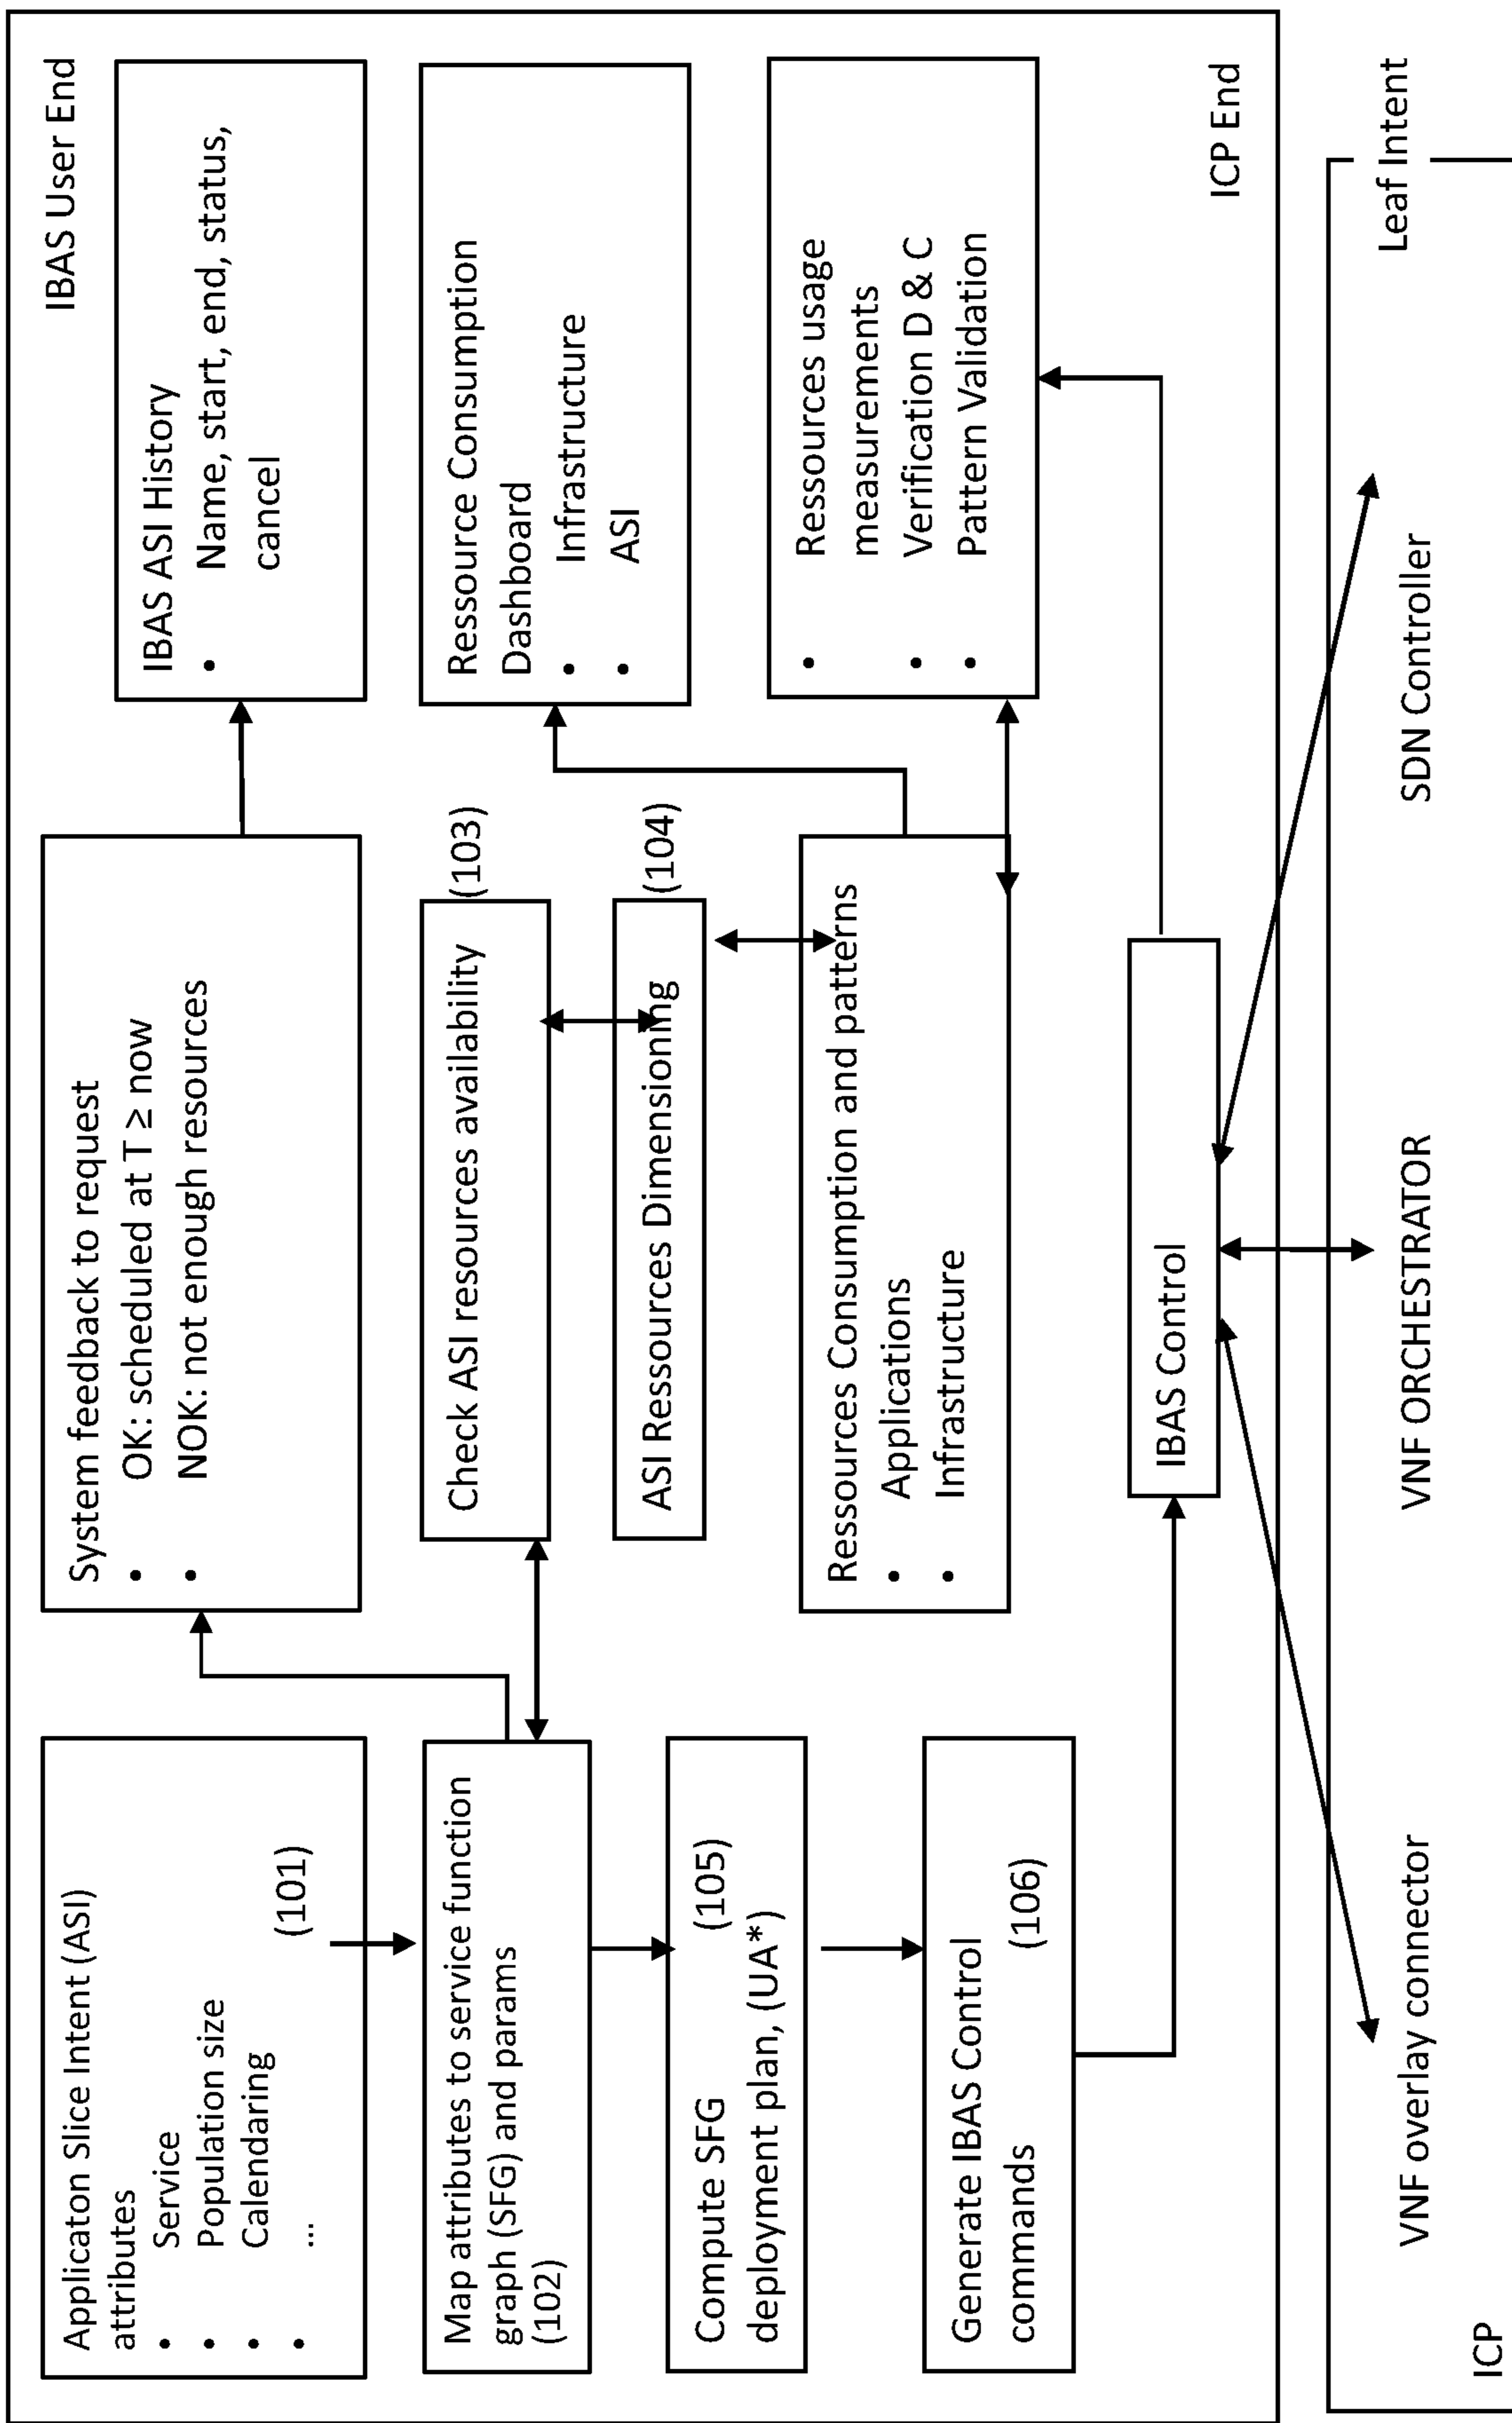 IBAS User End
Applicaton Slice Intent (ASI)
attributes
• Service
• Population size
• Calendaring
• ...
(101)
System feedback to request
• OK: scheduled at T ≥ now
• NOK: not enough resources
IBAS ASI History
• Name, start, end, status,
cancel
Map attributes to service function
graph (SFG) and params
(102)
Check ASI resources availability
(103)
ASI Ressources Dimensioning
(104)
Ressource Consumption
Dashboard
• Infrastructure
• ASI
Compute SFG (105)
deployment plan, (UA*)
Ressources Consumption and patterns
• Applications
• Infrastructure
• Ressources usage
measurements
• Verification D & C
• Pattern Validation
Generate IBAS Control
commands (106)
IBAS Control
ICP End
Leaf Intent
VNF overlay connector
VNF ORCHESTRATOR
SDN Controller
ICP